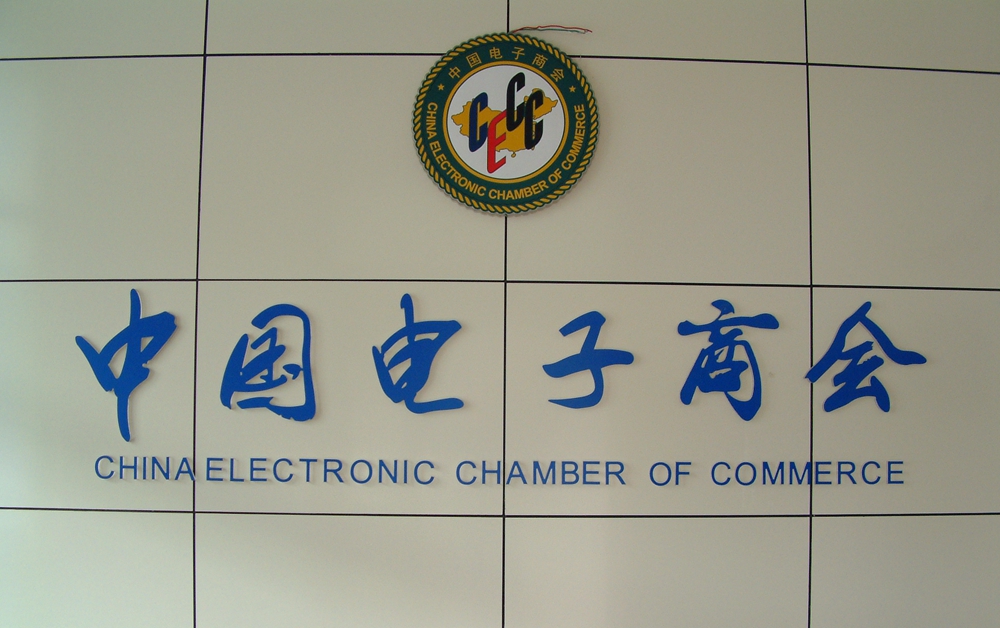 中国电子商会
CECC
CHINA ELECTRONIC CHAMBER OF COMMERCE
中国电子商会
CHINA ELECTRONIC CHAMBER OF COMMERCE